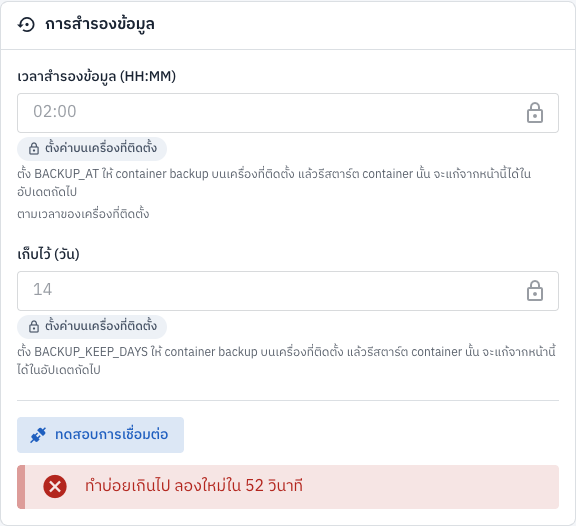 การสำรองข้อมูล
เวลาสำรองข้อมูล (HH:MM)
02:00
ตั้งค่าบนเครื่องที่ติดตั้ง
ตั้ง BACKUP_AT ให้ container backup บนเครื่องที่ติดตั้ง แล้วรีสตาร์ต container นั้น จะแก้จากหน้านี้ได้ใน
อัปเดตถัดไป
ตามเวลาของเครื่องที่ติดตั้ง
เก็บไว้ (วัน)
14
ตั้งค่าบนเครื่องที่ติดตั้ง
ตั้ง BACKUP_KEEP_DAYS ให้ container backup บนเครื่องที่ติดตั้ง แล้วรีสตาร์ต container นั้น จะแก้จากหน้านี้
ได้ในอัปเดตถัดไป
ทดสอบการเชื่อมต่อ
ทำบ่อยเกินไป ลองใหม่ใน 52 วินาที